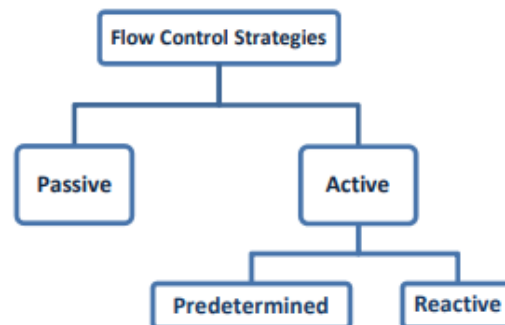 Flow Control Strategies
Passive
Active
Predetermined
Reactive